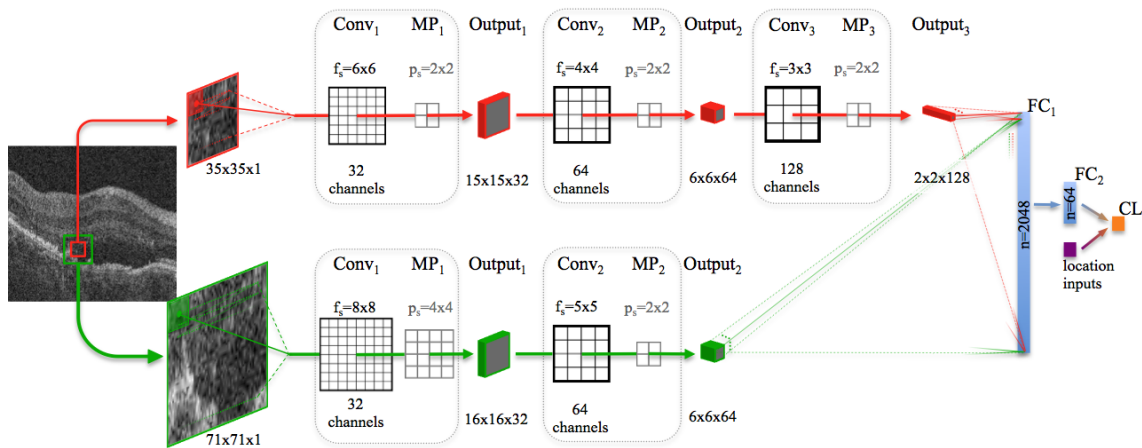 Conv₁ MP₁ Output₁ Conv₂ MP₂ Output₂ Conv₃ MP₃ Output₃
fₛ=6x6 pₛ=2x2 fₛ=4x4 pₛ=2x2 fₛ=3x3 pₛ=2x2
FC₁
35x35x1
32
channels
15x15x32
64
channels
6x6x64
128
channels
2x2x128
FC₂
n=64
n=2048
CL
location
inputs
Conv₁ MP₁ Output₁ Conv₂ MP₂ Output₂
fₛ=8x8 pₛ=4x4 fₛ=5x5 pₛ=2x2
32
channels
16x16x32
64
channels
6x6x64
71x71x1